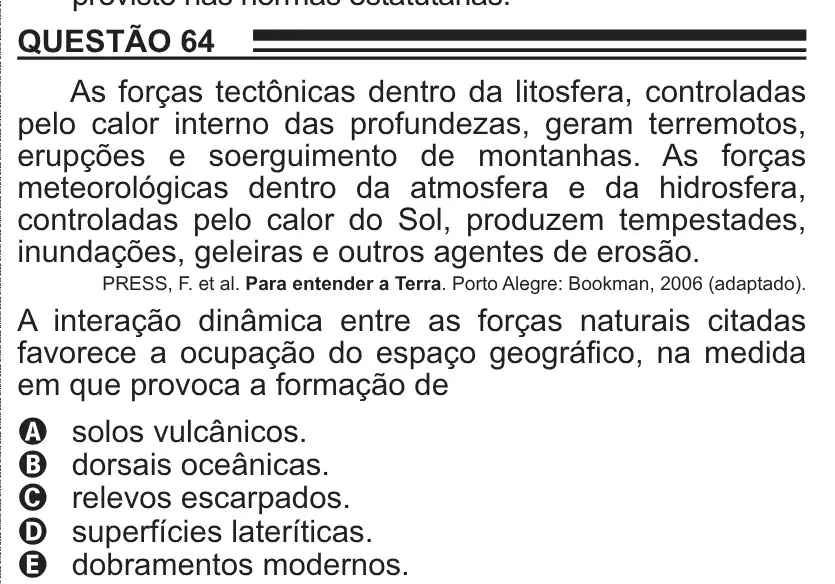 previsto nas normas estatutárias.
QUESTÃO 64
As forças tectônicas dentro da litosfera, controladas
pelo calor interno das profundezas, geram terremotos,
erupções e soerguimento de montanhas. As forças
meteorológicas dentro da atmosfera e da hidrosfera,
controladas pelo calor do Sol, produzem tempestades,
inundações, geleiras e outros agentes de erosão.
PRESS, F. et al. Para entender a Terra. Porto Alegre: Bookman, 2006 (adaptado).
A interação dinâmica entre as forças naturais citadas
favorece a ocupação do espaço geográfico, na medida
em que provoca a formação de
A solos vulcânicos.
B dorsais oceânicas.
C relevos escarpados.
D superfícies lateríticas.
E dobramentos modernos.